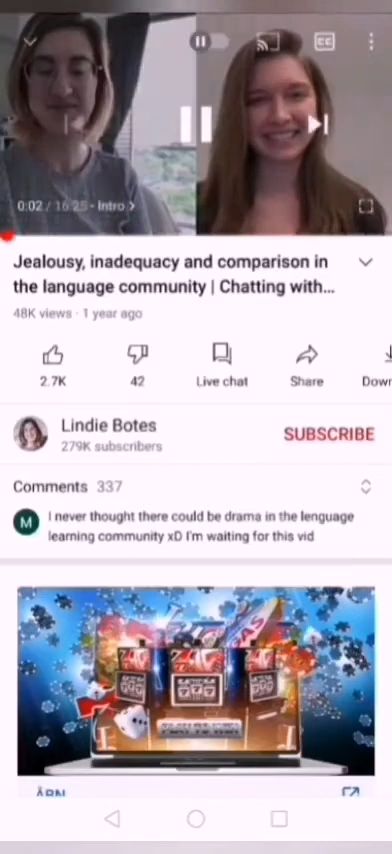 0:02 / 16:25 • Intro
Jealousy, inadequacy and comparison in
the language community | Chatting with...
48K views · 1 year ago
2.7K
42
Live chat
Share
Down
Lindie Botes
279K subscribers
SUBSCRIBE
Comments 337
M
I never thought there could be drama in the lenguage
learning community xD I'm waiting for this vid